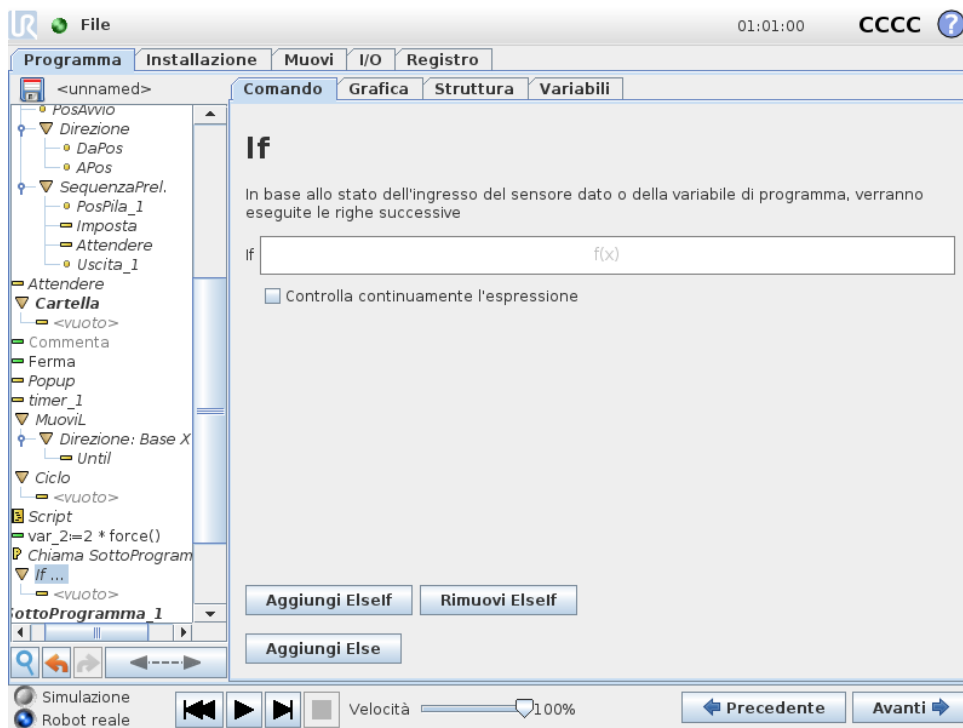 UR File 01:01:00 CCCC ?
Programma Installazione Muovi I/O Registro
<unnamed>
Comando Grafica Struttura Variabili
PosAvvio
Direzione
DaPos
APos
SequenzaPrel.
PosPila_1
Imposta
Attendere
Uscita_1
Attendere
Cartella
<vuoto>
Commenta
Ferma
Popup
timer_1
MuoviL
Direzione: Base X
Until
Ciclo
<vuoto>
Script
var_2:=2 * force()
Chiama SottoProgram
If ...
<vuoto>
SottoProgramma_1
If
In base allo stato dell'ingresso del sensore dato o della variabile di programma, verranno
eseguite le righe successive
If f(x)
Controlla continuamente l'espressione
Aggiungi ElseIf Rimuovi ElseIf
Aggiungi Else
Simulazione
Robot reale
Velocità 100%
Precedente Avanti